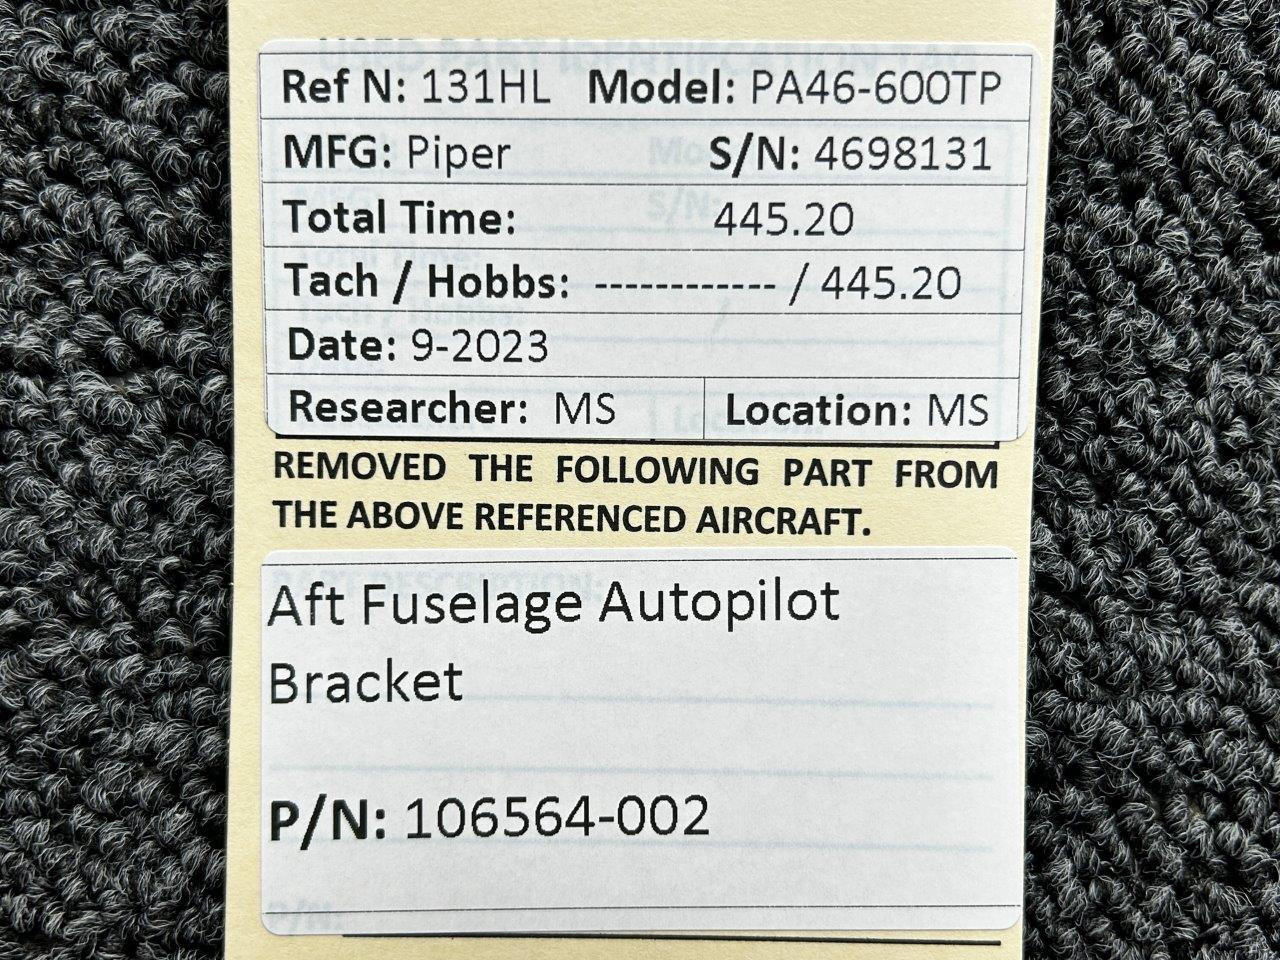 Ref N: 131HL Model: PA46-600TP
MFG: Piper S/N: 4698131
Total Time: 445.20
Tach / Hobbs: ------------ / 445.20
Date: 9-2023
Researcher: MS Location: MS
REMOVED THE FOLLOWING PART FROM
THE ABOVE REFERENCED AIRCRAFT.
Aft Fuselage Autopilot
Bracket
P/N: 106564-002